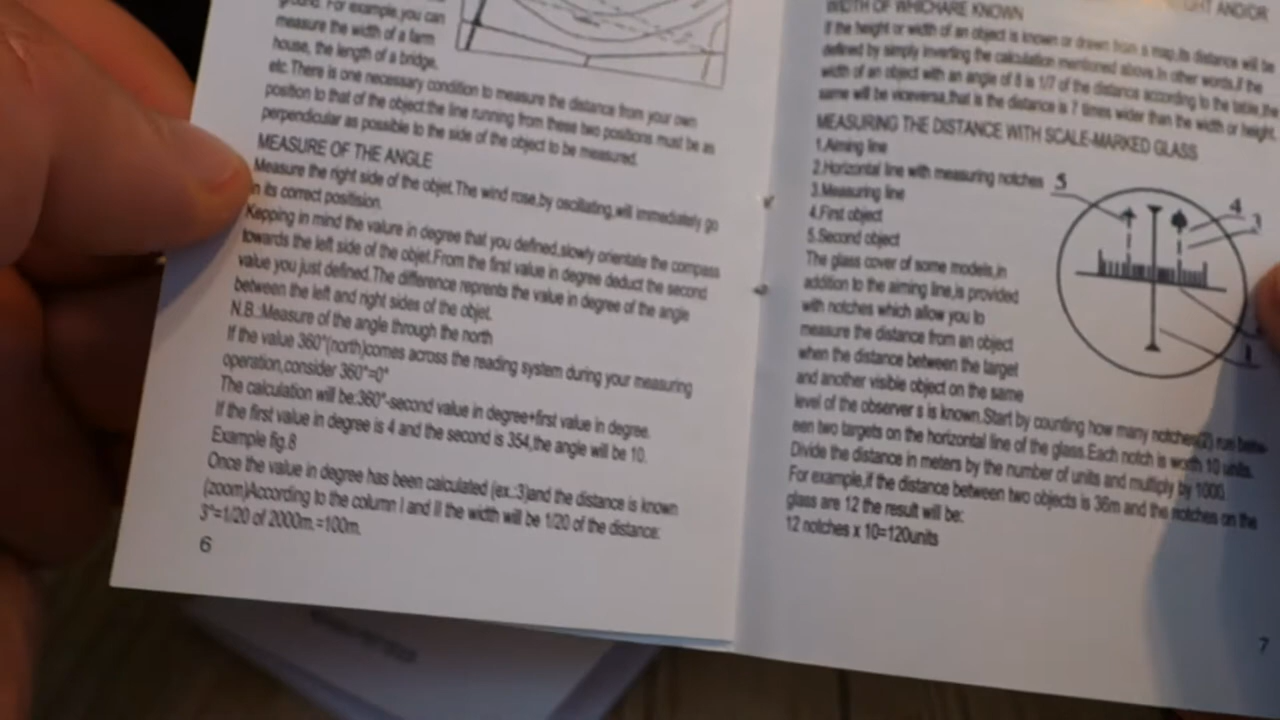 ground. For example,you can
measure the width of a farm
house, the length of a bridge,
etc.There is one necessary condition to measure the distance from your own
position to that of the object:the line running from these two positions must be as
perpendicular as possible to the side of the object to be measured.
MEASURE OF THE ANGLE
Measure the right side of the objet.The wind rose,by oscillating,will immediately go
in its correct positision.
Kepping in mind the valure in degree that you defined,slowly orientate the compass
towards the left side of the objet.From the first value in degree deduct the second
value you just defined.The difference reprents the value in degree of the angle
between the left and right sides of the objet.
N.B.:Measure of the angle through the north
If the value 360°(north)comes across the reading system during your measuring
operation,consider 360°=0°
The calculation will be:360°-second value in degree+first value in degree.
If the first value in degree is 4 and the second is 354,the angle will be 10.
Example fig.8
Once the value in degree has been calculated (ex.:3)and the distance is known
(zoom)According to the column I and II the width will be 1/20 of the distance:
3°=1/20 of 2000m.=100m.
6
GHT AND/OR
WIDTH OF WHICHARE KNOWN
If the height or width of an object is known or drawn from a map,its distance will be
defined by simply inverting the calculation mentioned above.In other words,if the
width of an object with an angle of 8 is 1/7 of the distance according to the table,the
same will be viceversa,that is the distance is 7 times wider than the width or height.
MEASURING THE DISTANCE WITH SCALE-MARKED GLASS
1.Aiming line
2.Horizontal line with measuring notches
3.Measuring line
4.First object
5.Second object
5
4
3
1
The glass cover of some models,in
addition to the aiming line,is provided
with notches which allow you to
measure the distance from an object
when the distance between the target
and another visible object on the same
level of the observer s is known.Start by counting how many notches(2) run betw-
een two targets on the horizontal line of the glass.Each notch is worth 10 units.
Divide the distance in meters by the number of units and multiply by 1000.
For example,if the distance between two objects is 36m and the notches on the
glass are 12 the result will be:
12 notches x 10=120units
7